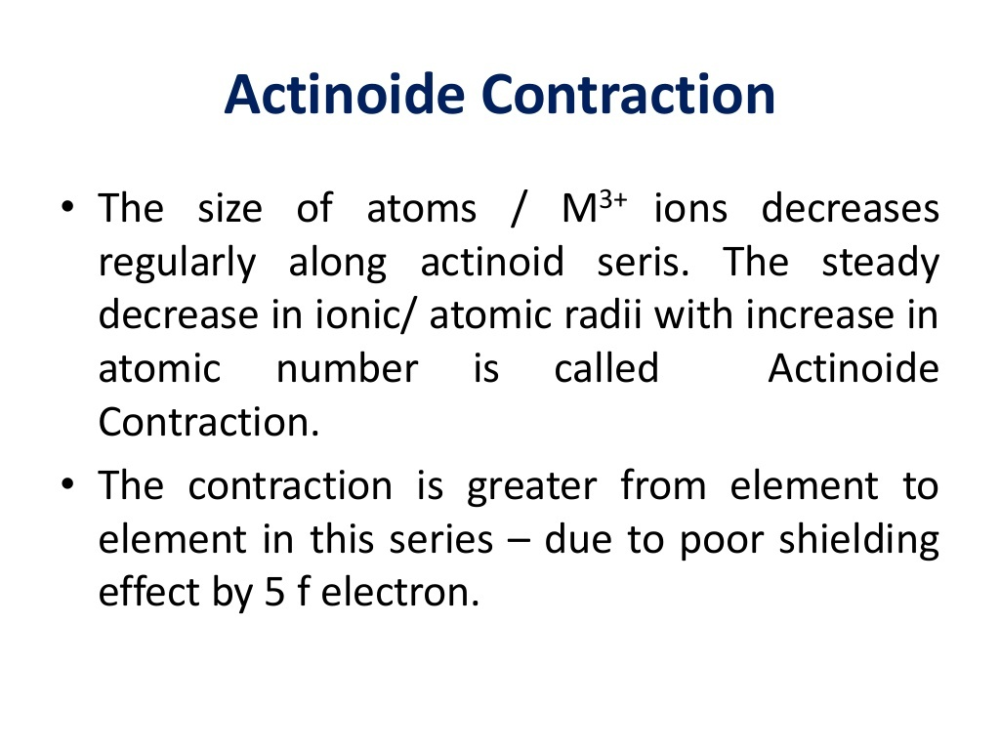 Actinoide Contraction
• The size of atoms / M³⁺ ions decreases
regularly along actinoid seris. The steady
decrease in ionic/ atomic radii with increase in
atomic number is called Actinoide
Contraction.
• The contraction is greater from element to
element in this series – due to poor shielding
effect by 5 f electron.